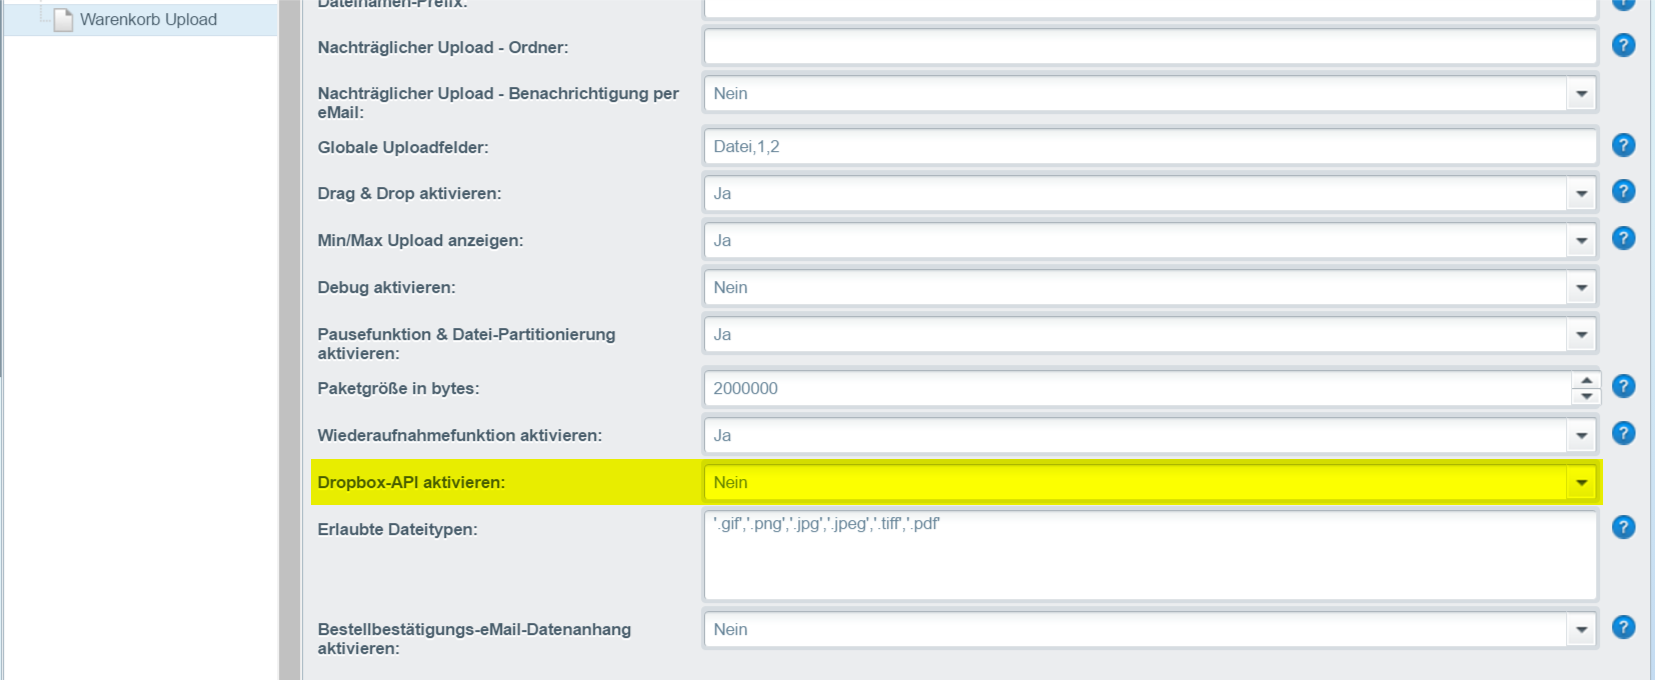 Warenkorb Upload
Dateinamen-Prefix:
Nachträglicher Upload - Ordner:
Nachträglicher Upload - Benachrichtigung per
eMail:
Nein
Globale Uploadfelder:
Datei,1,2
Drag & Drop aktivieren:
Ja
Min/Max Upload anzeigen:
Ja
Debug aktivieren:
Nein
Pausefunktion & Datei-Partitionierung
aktivieren:
Ja
Paketgröße in bytes:
2000000
Wiederaufnahmefunktion aktivieren:
Ja
Dropbox-API aktivieren:
Nein
Erlaubte Dateitypen:
'.gif','.png','.jpg','.jpeg','.tiff','.pdf'
Bestellbestätigungs-eMail-Datenanhang
aktivieren:
Nein